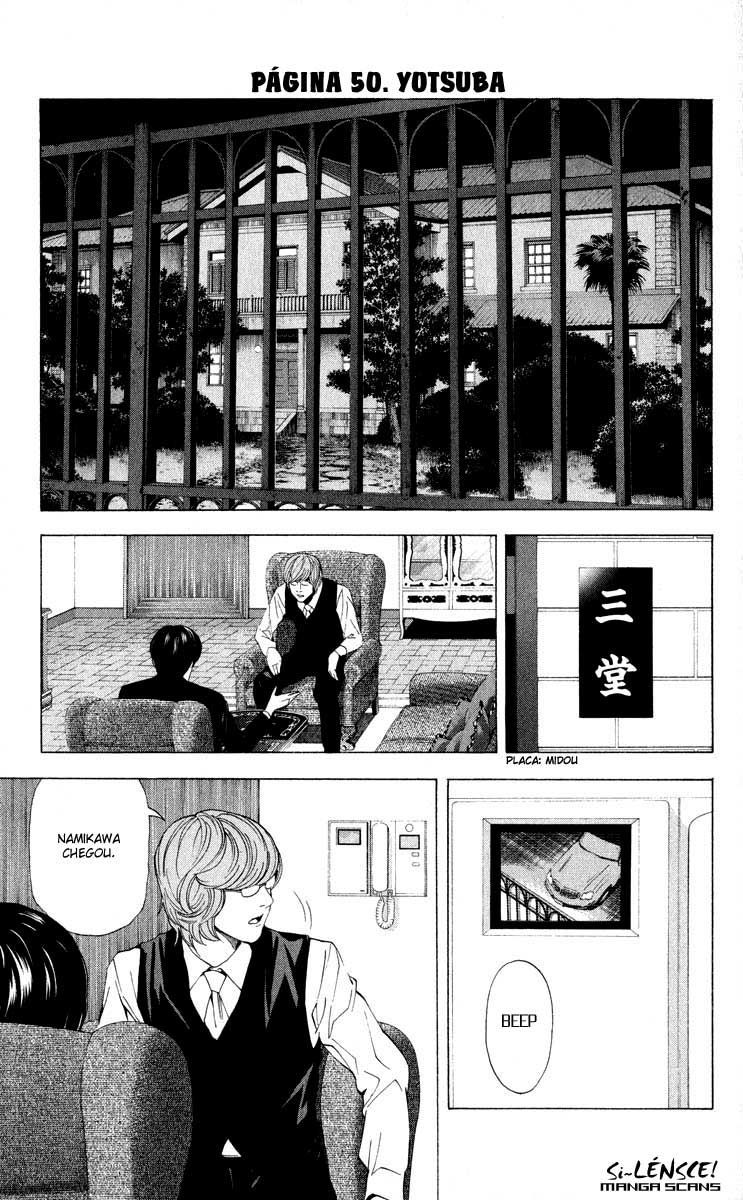 PÁGINA 50. YOTSUBA
三堂
PLACA: MIDOU
BEEP
NAMIKAWA
CHEGOU.
Si~LÉNSCE!
MANGA SCANS